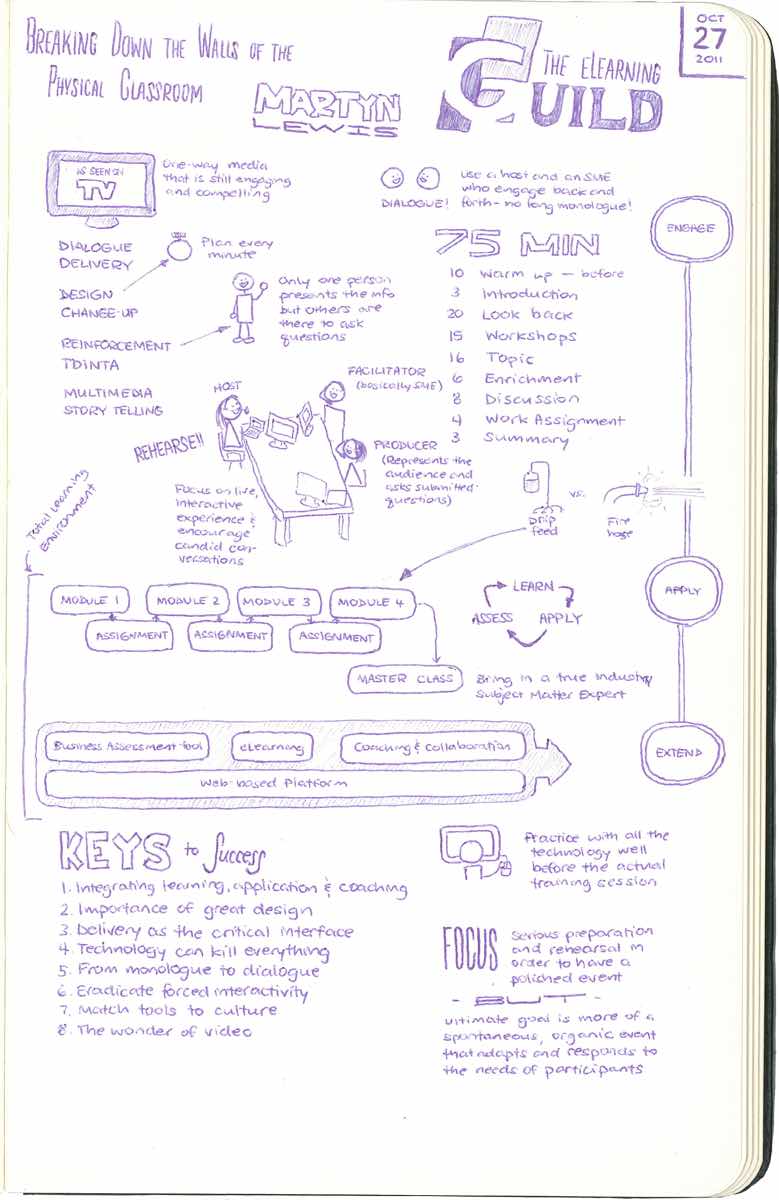 BREAKING DOWN THE WALLS OF THE
PHYSICAL CLASSROOM
MARTYN
LEWIS
THE ELEARNING
GUILD
OCT
27
2011
AS SEEN ON
TV
One-way media
that is still engaging
and compelling
DIALOGUE!
use a host and an SME
who engage back and
forth - no long monologue!
ENGAGE
DIALOGUE
DELIVERY
Plan every
minute
DESIGN
CHANGE-UP
REINFORCEMENT
TDINTA
MULTIMEDIA
STORY TELLING
Only one person
presents the info
but others are
there to ask
questions
75 MIN
10 Warm up - before
3 Introduction
20 Look back
15 Workshops
16 Topic
6 Enrichment
8 Discussion
4 Work Assignment
3 Summary
REHEARSE!!
HOST
FACILITATOR
(basically SME)
PRODUCER
(Represents the
audience and
asks submitted
questions)
Focus on live,
interactive
experience &
encourage
candid con-
versations
Drip
feed
vs.
Fire
hose
Total Learning
Environment
MODULE 1
MODULE 2
MODULE 3
MODULE 4
ASSIGNMENT
ASSIGNMENT
ASSIGNMENT
MASTER CLASS
LEARN
ASSESS
APPLY
APPLY
Bring in a true Industry
Subject Matter Expert
Business Assessment tool
eLearning
Coaching & Collaboration
Web-based Platform
EXTEND
KEYS to Success
1. Integrating learning, application & coaching
2. Importance of great design
3. Delivery as the critical interface
4. Technology can kill everything
5. From monologue to dialogue
6. Eradicate forced interactivity
7. Match tools to culture
8. The wonder of video
Practice with all the
technology well
before the actual
training session
FOCUS
Serious preparation
and rehearsal in
order to have a
polished event
- BUT -
ultimate goal is more of a
spontaneous, organic event
that adapts and responds to
the needs of participants